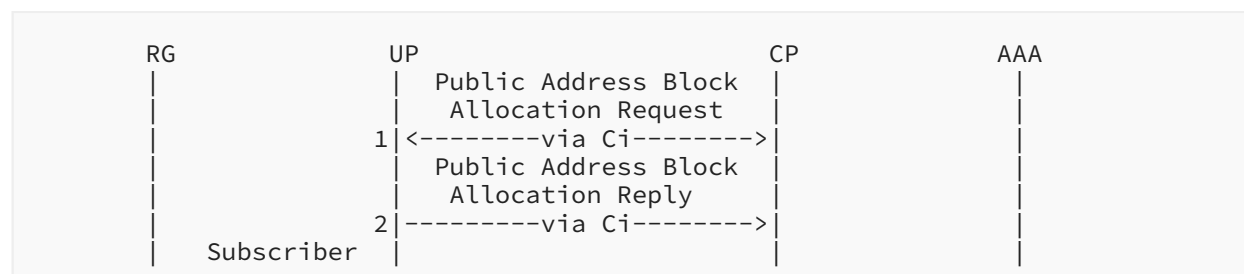 RG UP CP AAA
| | Public Address Block | |
| | Allocation Request | |
| 1|<--------via Ci-------->| |
| | Public Address Block | |
| | Allocation Reply | |
| 2|---------via Ci-------->| |
| Subscriber | | |